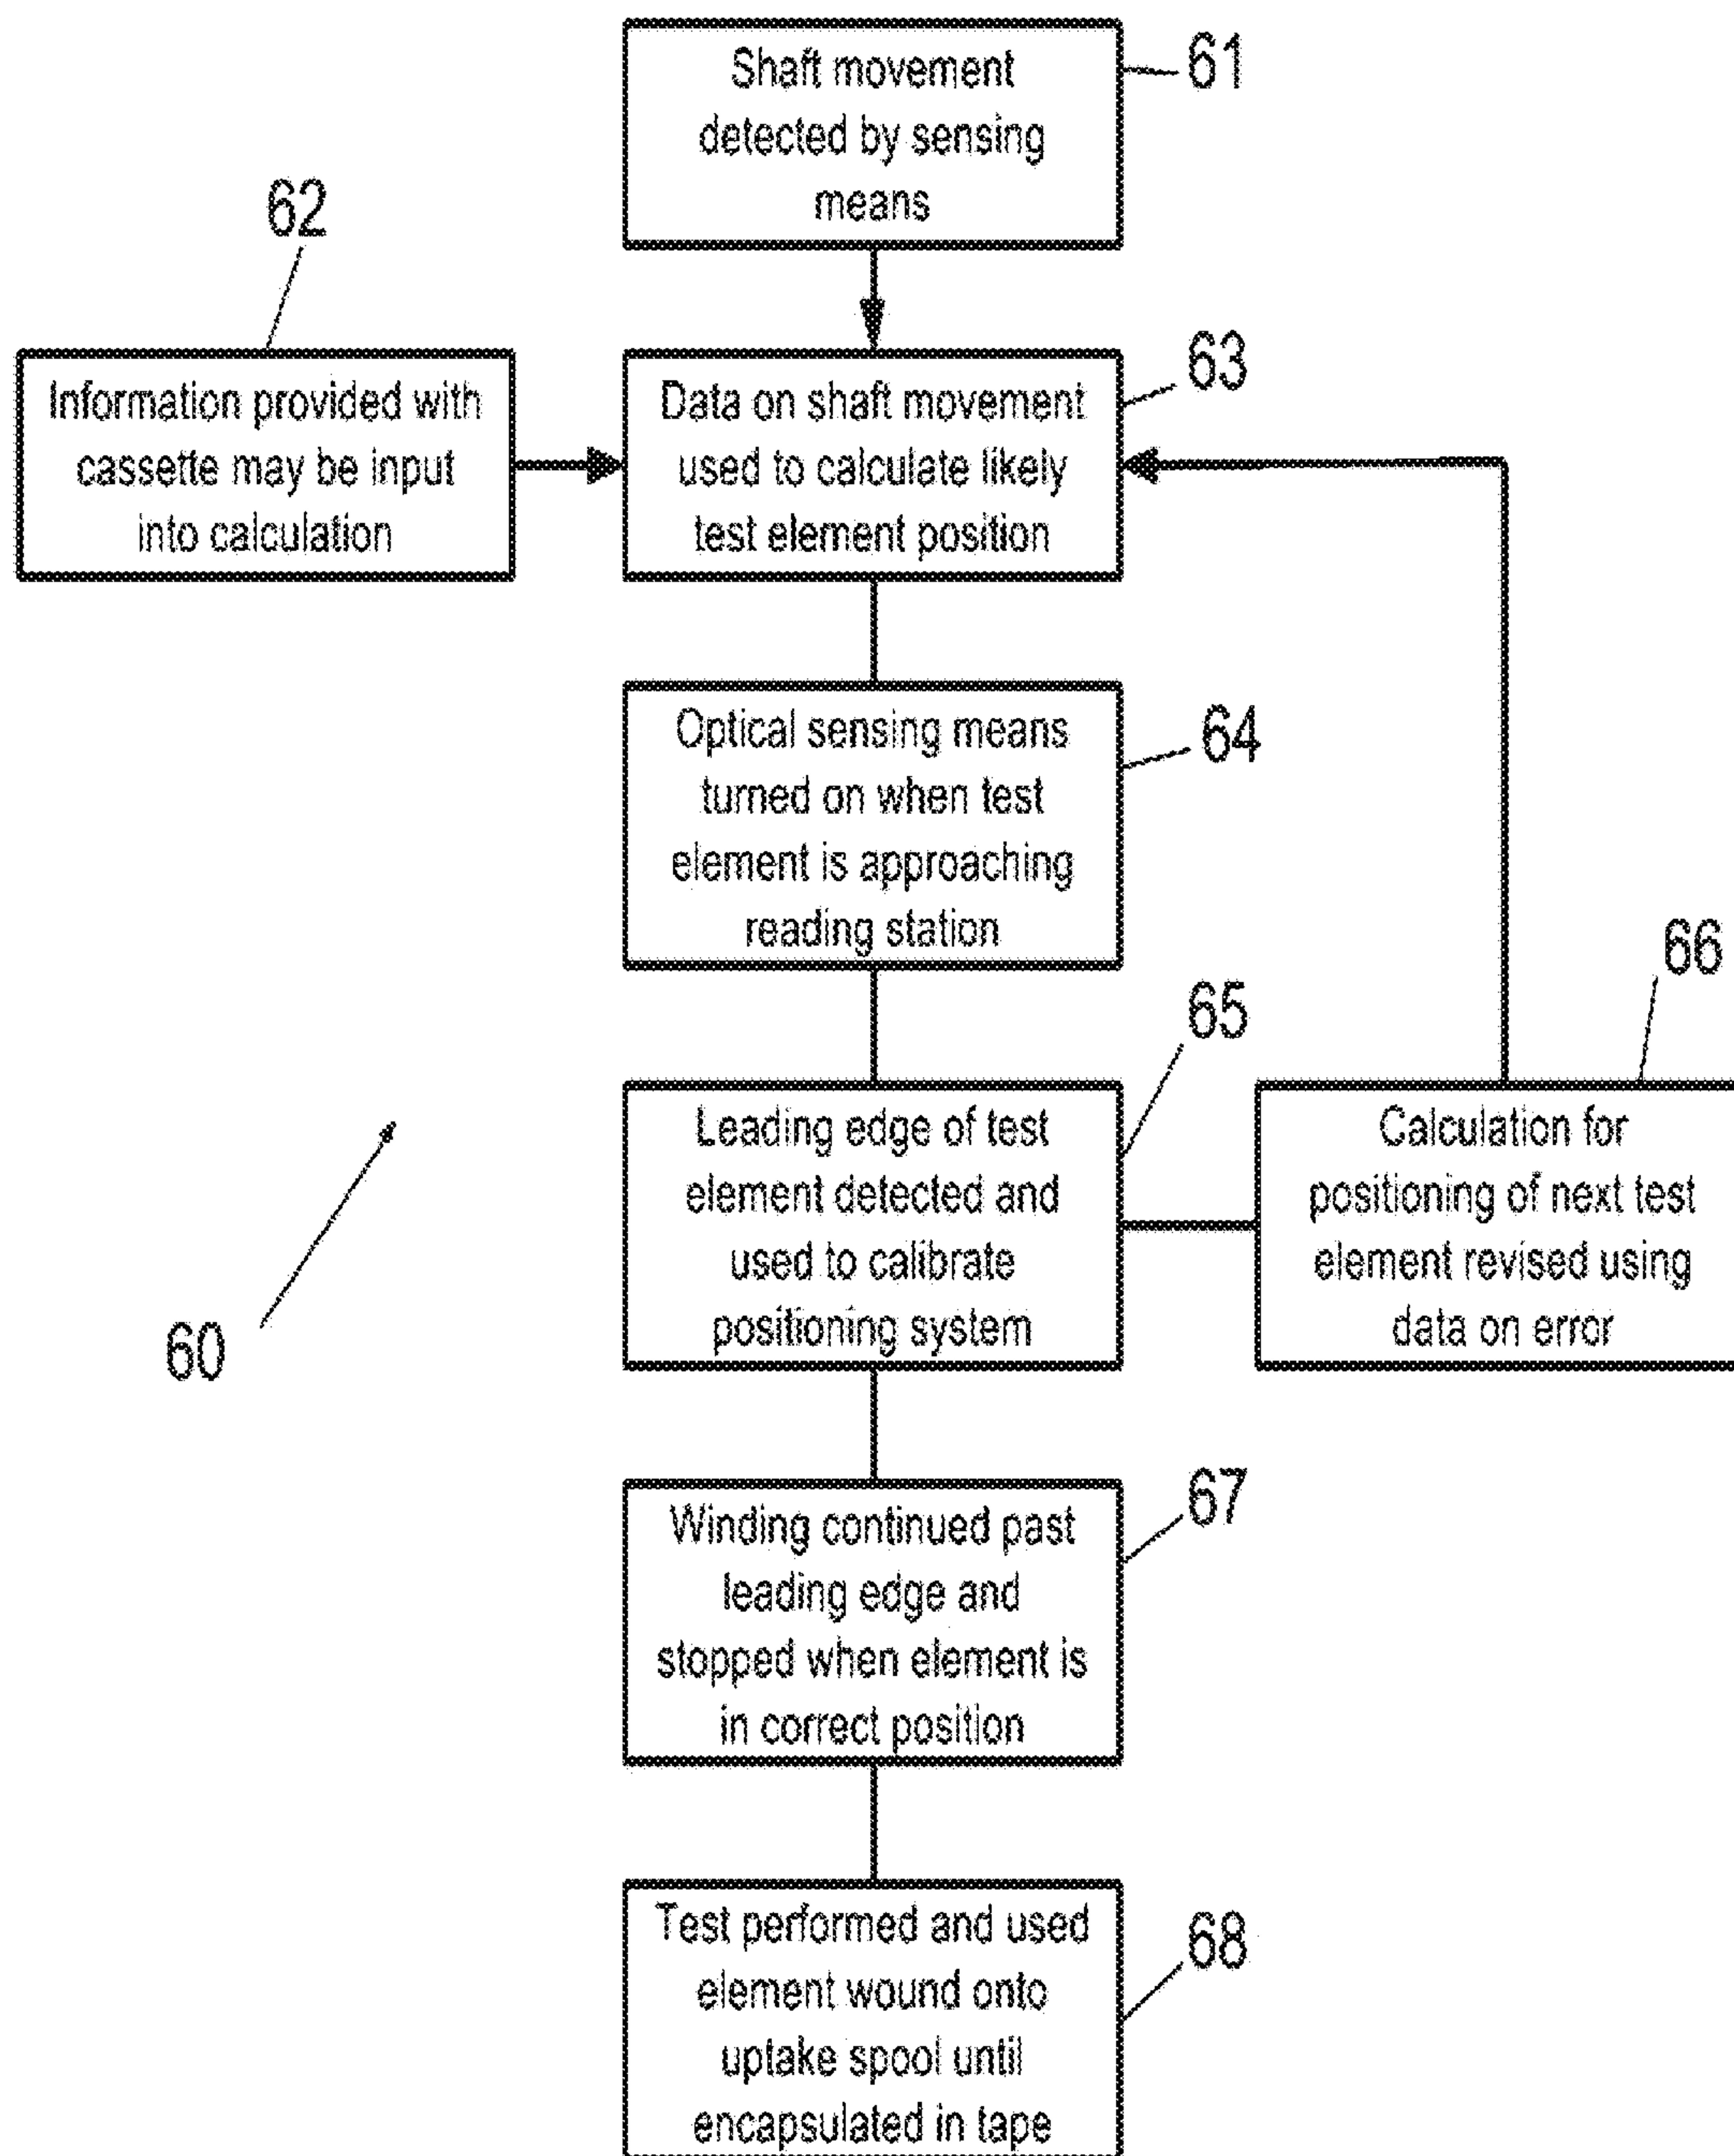 Shaft movement
detected by sensing
means
61
62
Information provided with
cassette may be input
into calculation
Data on shaft movement
used to calculate likely
test element position
63
Optical sensing means
turned on when test
element is approaching
reading station
64
Leading edge of test
element detected and
used to calibrate
positioning system
65
66
Calculation for
positioning of next test
element revised using
data on error
60
Winding continued past
leading edge and
stopped when element is
in correct position
67
Test performed and used
element wound onto
uptake spool until
encapsulated in tape
68